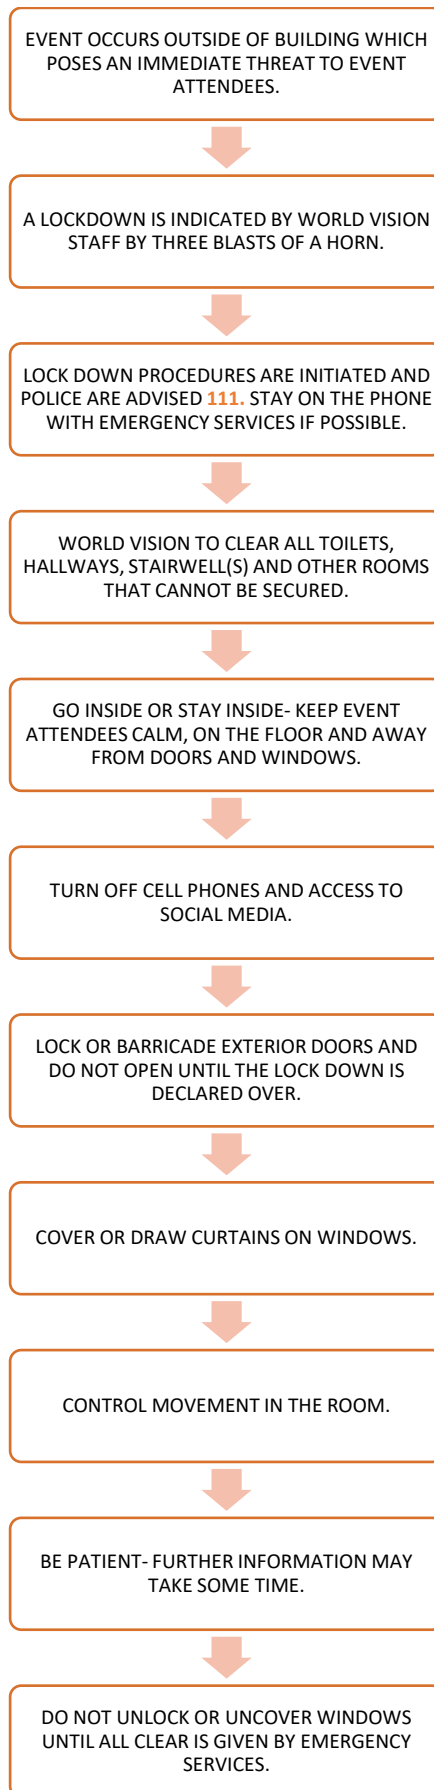 EVENT OCCURS OUTSIDE OF BUILDING WHICH
POSES AN IMMEDIATE THREAT TO EVENT
ATTENDEES.
A LOCKDOWN IS INDICATED BY WORLD VISION
STAFF BY THREE BLASTS OF A HORN.
LOCK DOWN PROCEDURES ARE INITIATED AND
POLICE ARE ADVISED 111. STAY ON THE PHONE
WITH EMERGENCY SERVICES IF POSSIBLE.
WORLD VISION TO CLEAR ALL TOILETS,
HALLWAYS, STAIRWELL(S) AND OTHER ROOMS
THAT CANNOT BE SECURED.
GO INSIDE OR STAY INSIDE- KEEP EVENT
ATTENDEES CALM, ON THE FLOOR AND AWAY
FROM DOORS AND WINDOWS.
TURN OFF CELL PHONES AND ACCESS TO
SOCIAL MEDIA.
LOCK OR BARRICADE EXTERIOR DOORS AND
DO NOT OPEN UNTIL THE LOCK DOWN IS
DECLARED OVER.
COVER OR DRAW CURTAINS ON WINDOWS.
CONTROL MOVEMENT IN THE ROOM.
BE PATIENT- FURTHER INFORMATION MAY
TAKE SOME TIME.
DO NOT UNLOCK OR UNCOVER WINDOWS
UNTIL ALL CLEAR IS GIVEN BY EMERGENCY
SERVICES.